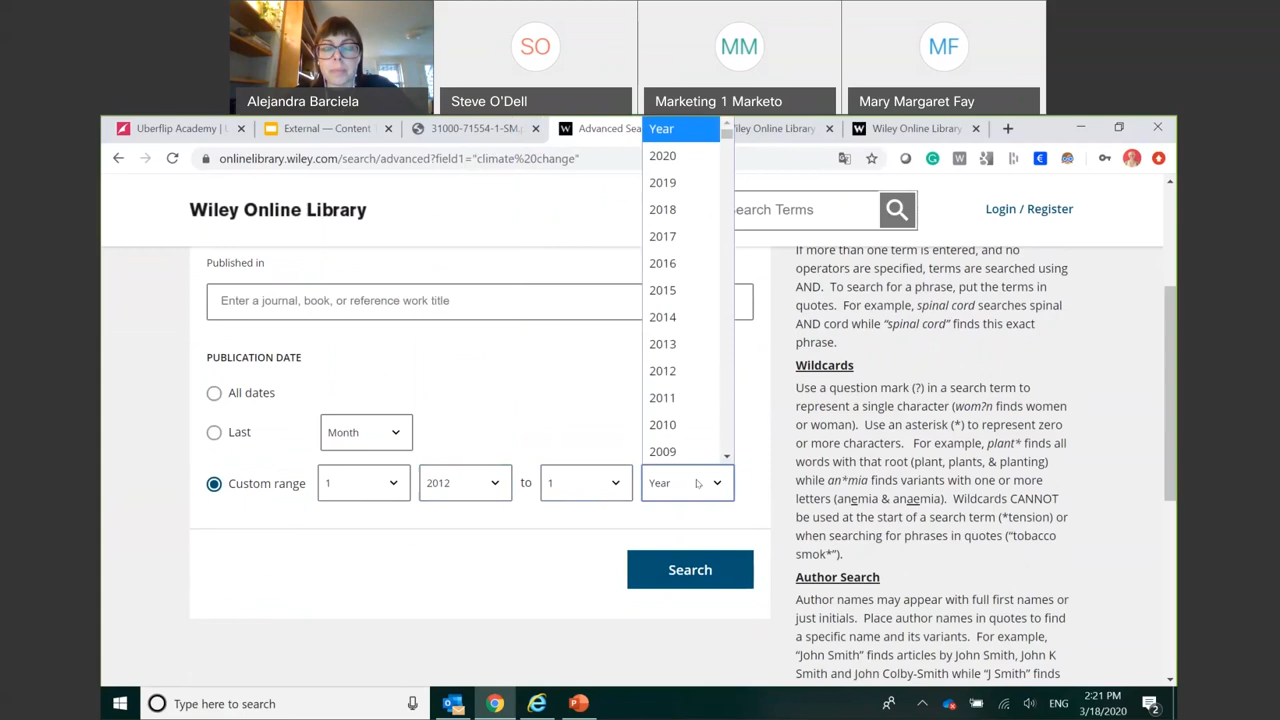 SO
MM
MF
Alejandra Barciela
Steve O'Dell
Marketing 1 Marketo
Mary Margaret Fay
Uberflip Academy |
External — Content
31000-71554-1-SM.
W Advanced Sea
iley Online Library
W Wiley Online Library
onlinelibrary.wiley.com/search/advanced?field1="climate%20change"
Wiley Online Library
earch Terms
Login / Register
Year
2020
2019
2018
2017
2016
2015
2014
2013
2012
2011
2010
2009
Published in
Enter a journal, book, or reference work title
PUBLICATION DATE
All dates
Last
Month
Custom range
1
2012
to
1
Year
Search
If more than one term is entered, and no
operators are specified, terms are searched using
AND. To search for a phrase, put the terms in
quotes. For example, spinal cord searches spinal
AND cord while "spinal cord" finds this exact
phrase.
Wildcards
Use a question mark (?) in a search term to
represent a single character (wom?n finds women
or woman). Use an asterisk (*) to represent zero
or more characters. For example, plant* finds all
words with that root (plant, plants, & planting)
while an*mia finds variants with one or more
letters (anemia & anaemia). Wildcards CANNOT
be used at the start of a search term (*tension) or
when searching for phrases in quotes ("tobacco
smok*").
Author Search
Author names may appear with full first names or
just initials. Place author names in quotes to find
a specific name and its variants. For example,
"John Smith" finds articles by John Smith, John K
Smith and John Colby-Smith while "J Smith" finds
Type here to search
ENG
2:21 PM
3/18/2020
2